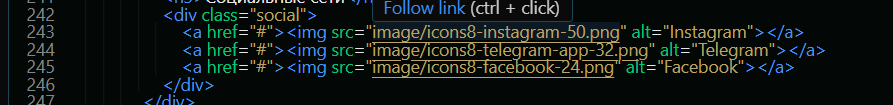 241 <h3>Социальные сети</h3>
Follow link (ctrl + click)
242 <div class="social">
243 <a href="#"><img src="image/icons8-instagram-50.png" alt="Instagram"></a>
244 <a href="#"><img src="image/icons8-telegram-app-32.png" alt="Telegram"></a>
245 <a href="#"><img src="image/icons8-facebook-24.png" alt="Facebook"></a>
246 </div>
247 </div>